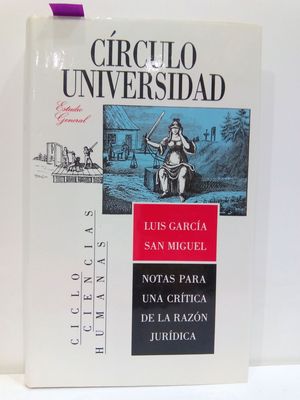 CÍRCULO
UNIVERSIDAD
Estudio
General
LUIS GARCÍA
SAN MIGUEL
NOTAS PARA
UNA CRÍTICA
DE LA RAZÓN
JURÍDICA
CICLO
CIENCIAS
HUMANAS